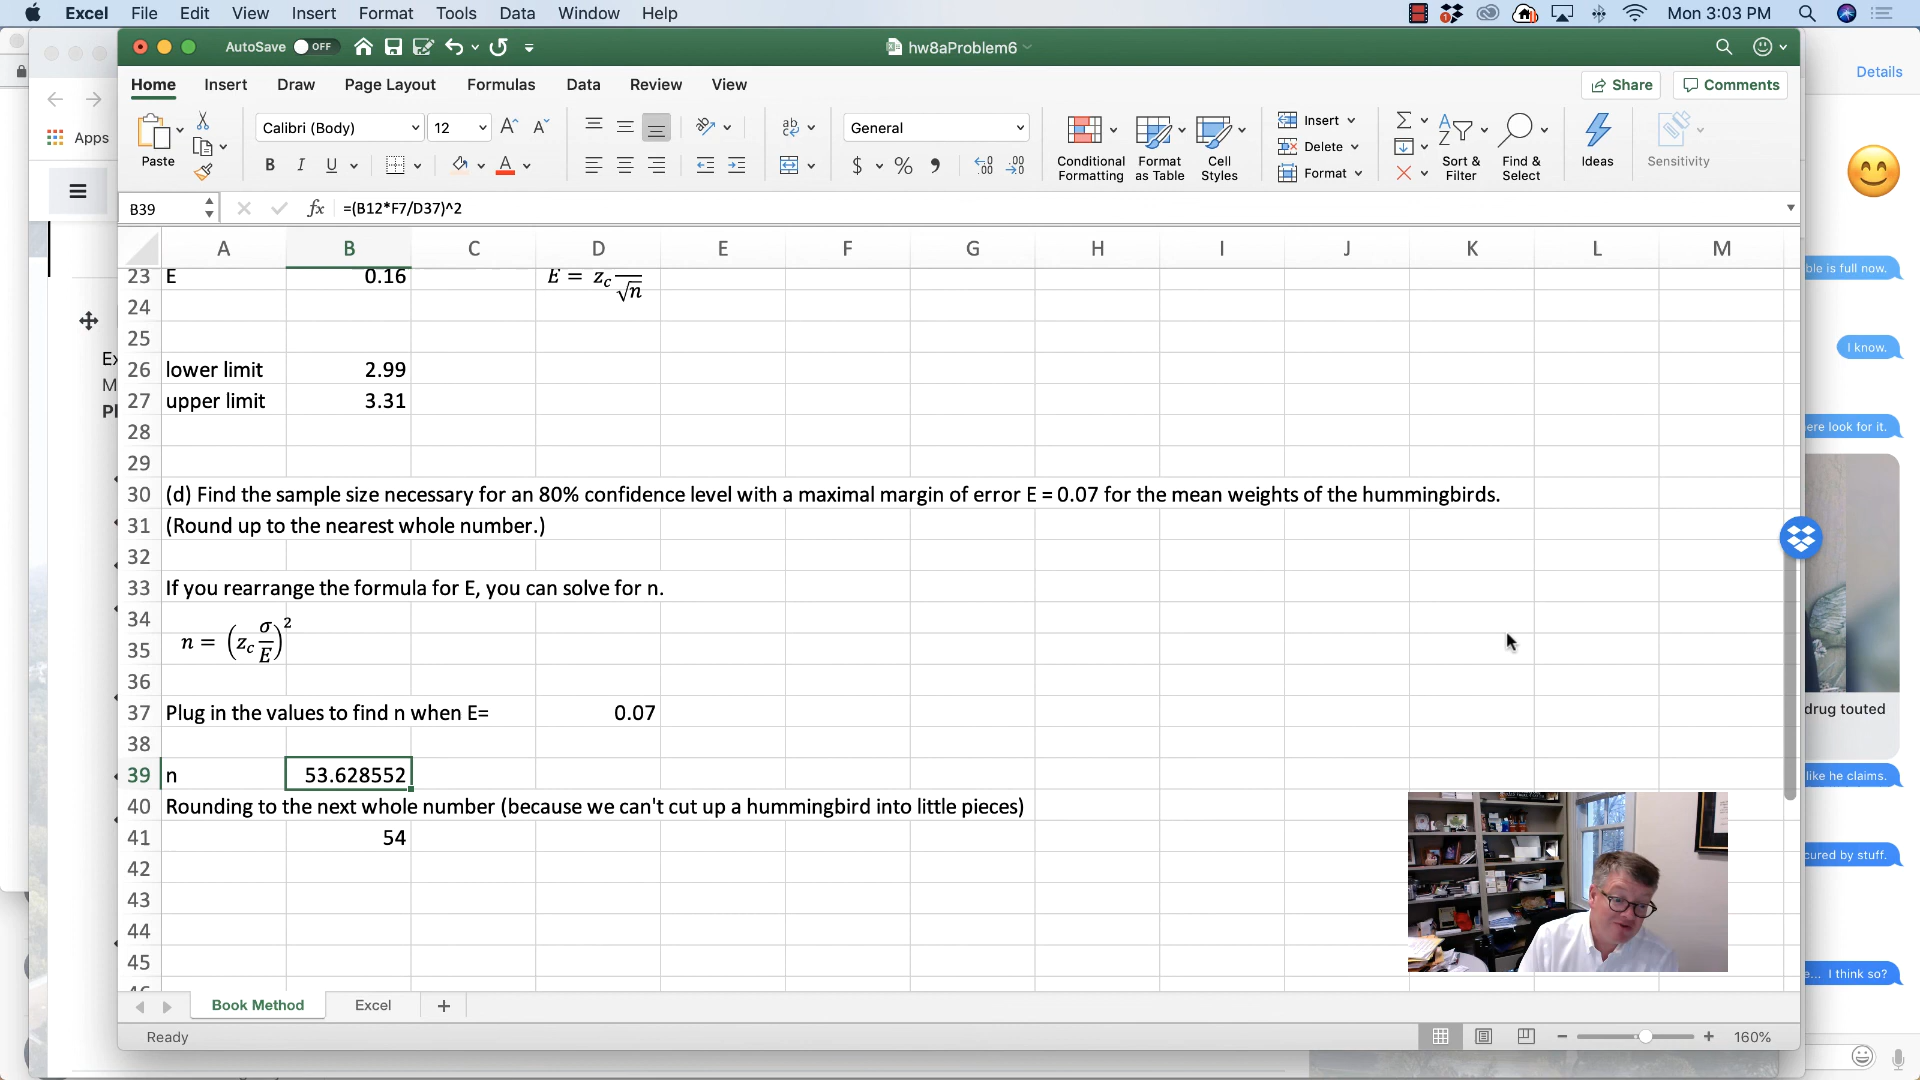 Excel File Edit View Insert Format Tools Data Window Help Mon 3:03 PM
AutoSave OFF hw8aProblem6
Details
Home Insert Draw Page Layout Formulas Data Review View Share Comments
Apps
Paste
Calibri (Body) 12
General
Conditional Formatting
Format as Table
Cell Styles
Insert
Delete
Format
Sort & Filter
Find & Select
Ideas
Sensitivity
B39 fx =(B12*F7/D37)^2
A B C D E F G H I J K L M
23 E 0.16 E = zc √n
24
25
26 lower limit 2.99
27 upper limit 3.31
28
29
30 (d) Find the sample size necessary for an 80% confidence level with a maximal margin of error E = 0.07 for the mean weights of the hummingbirds.
31 (Round up to the nearest whole number.)
32
33 If you rearrange the formula for E, you can solve for n.
34
35 n = (zc σ/E)²
36
37 Plug in the values to find n when E= 0.07
38
39 n 53.628552
40 Rounding to the next whole number (because we can't cut up a hummingbird into little pieces)
41 54
42
43
44
45
Book Method Excel +
Ready 160%
ble is full now.
I know.
ere look for it.
drug touted
like he claims.
cured by stuff.
e... I think so?
Ex
M
Pl